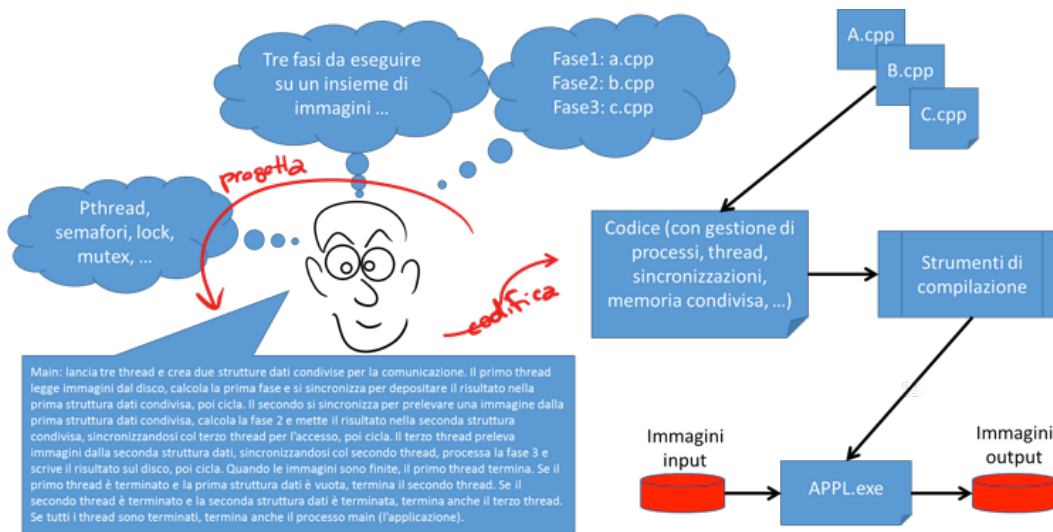 Tre fasi da eseguire
su un insieme di
immagini ...
Fase1: a.cpp
Fase2: b.cpp
Fase3: c.cpp
A.cpp
B.cpp
C.cpp
progetta
Pthread,
semafori, lock,
mutex, ...
codifica
Codice (con gestione di
processi, thread,
sincronizzazioni,
memoria condivisa, ...)
Strumenti di
compilazione
Main: lancia tre thread e crea due strutture dati condivise per la comunicazione. Il primo thread
legge immagini dal disco, calcola la prima fase e si sincronizza per depositare il risultato nella
prima struttura dati condivisa, poi cicla. Il secondo si sincronizza per prelevare una immagine dalla
prima struttura dati condivisa, calcola la fase 2 e mette il risultato nella seconda struttura
condivisa, sincronizzandosi col terzo thread per l'accesso, poi cicla. Il terzo thread preleva
immagini dalla seconda struttura dati, sincronizzandosi col secondo thread, processa la fase 3 e
scrive il risultato sul disco, poi cicla. Quando le immagini sono finite, il primo thread termina. Se il
primo thread è terminato e la prima struttura dati è vuota, termina il secondo thread. Se il
secondo thread è terminato e la seconda struttura dati è terminata, termina anche il terzo thread.
Se tutti i thread sono terminati, termina anche il processo main (l'applicazione).
Immagini
input
APPL.exe
Immagini
output